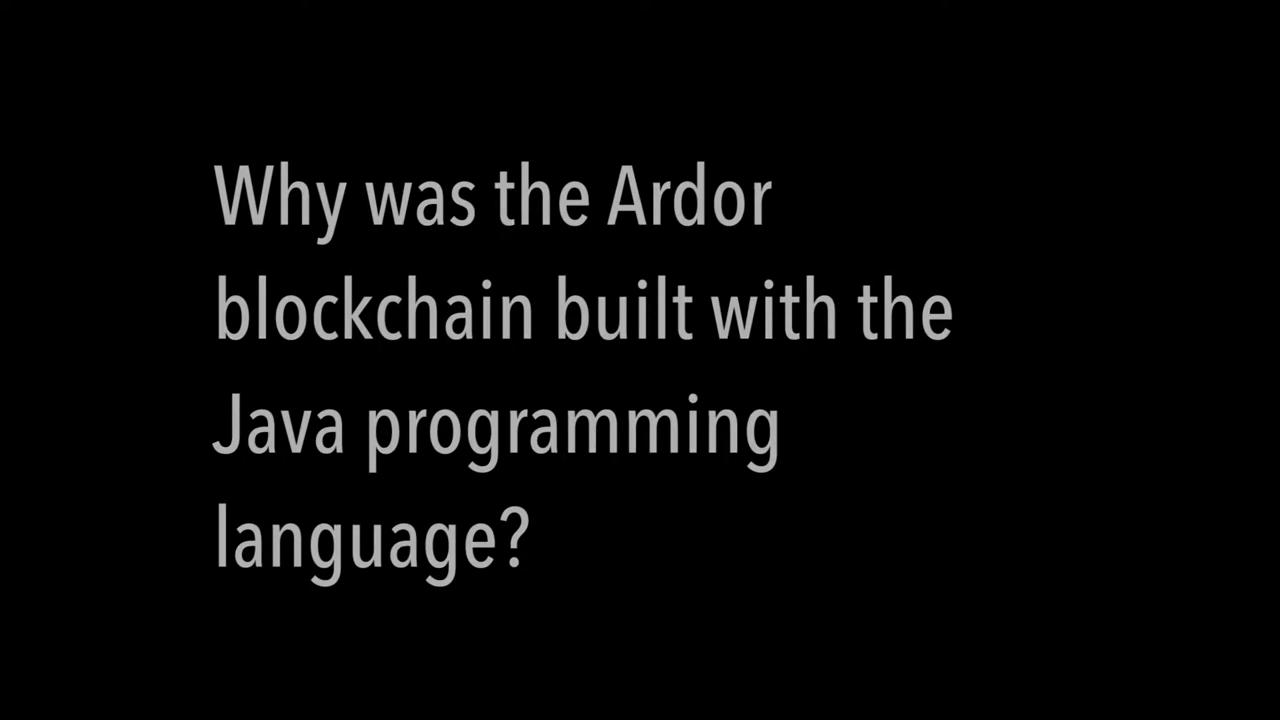 Why was the Ardor
blockchain built with the
Java programming
language?